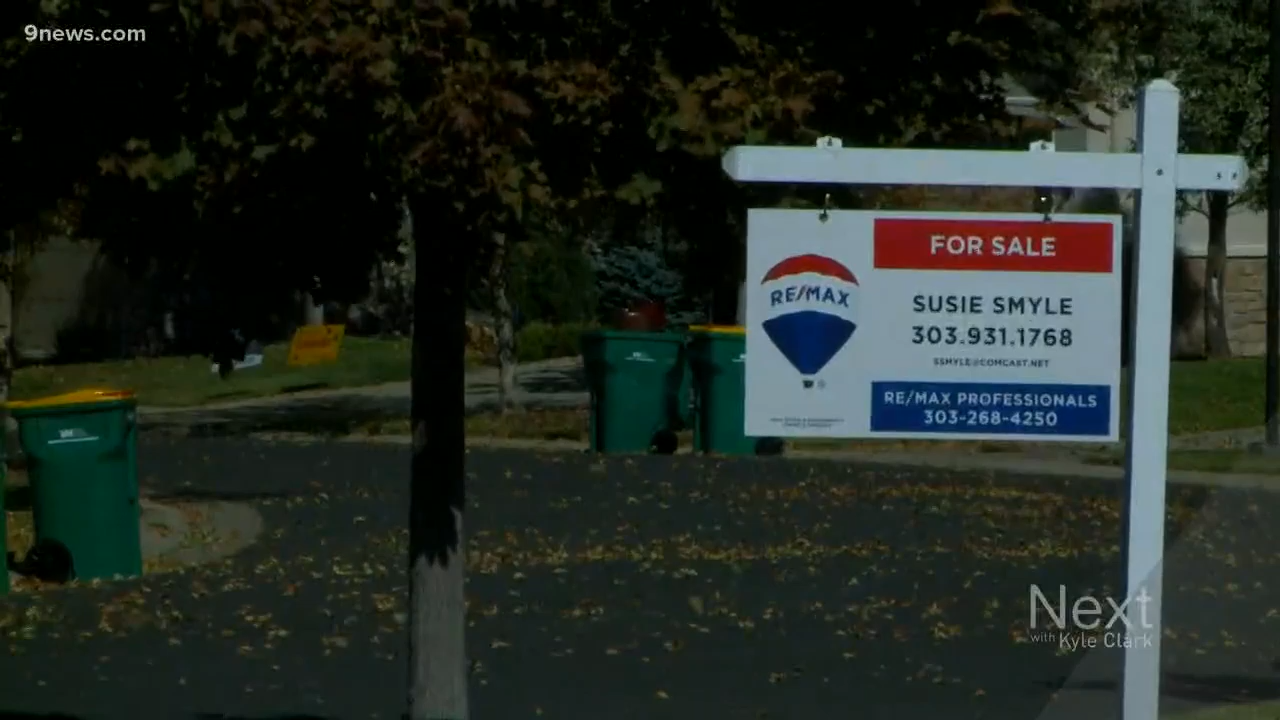 9news.com
FOR SALE
RE/MAX
SUSIE SMYLE
303.931.1768
SSMYLE@COMCAST.NET
RE/MAX PROFESSIONALS
303-268-4250
Next
with Kyle Clark